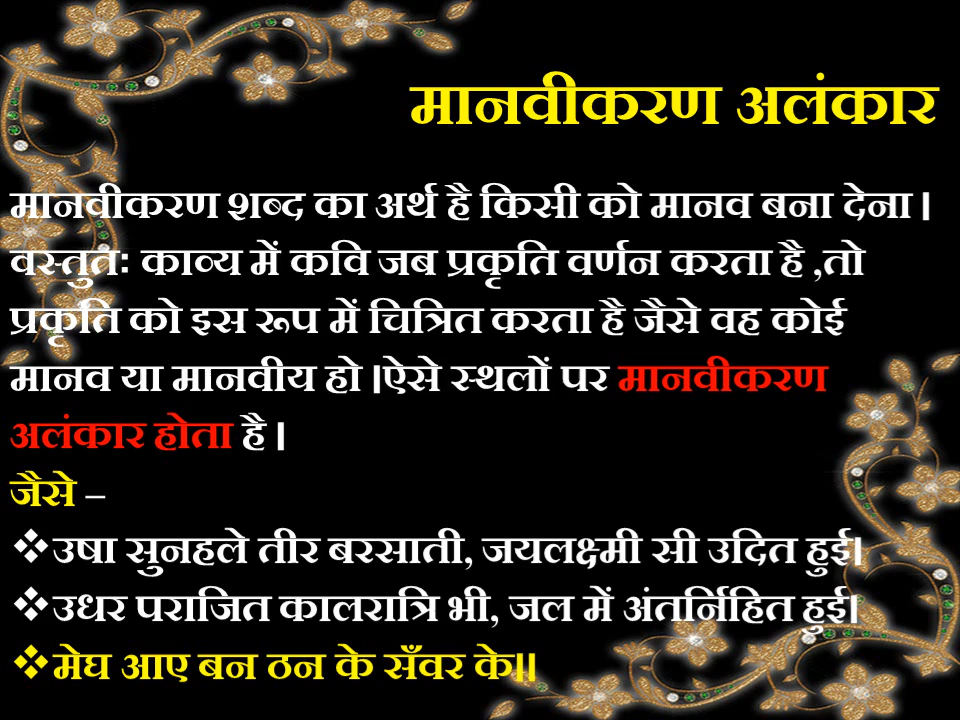 मानवीकरण अलंकार
मानवीकरण शब्द का अर्थ है किसी को मानव बना देना ।
वस्तुतः काव्य में कवि जब प्रकृति वर्णन करता है ,तो
प्रकृति को इस रूप में चित्रित करता है जैसे वह कोई
मानव या मानवीय हो ।ऐसे स्थलों पर मानवीकरण
अलंकार होता है ।
जैसे –
❖उषा सुनहले तीर बरसाती, जयलक्ष्मी सी उदित हुई।
❖उधर पराजित कालरात्रि भी, जल में अंतर्निहित हुई।
❖मेघ आए बन ठन के सँवर के।।